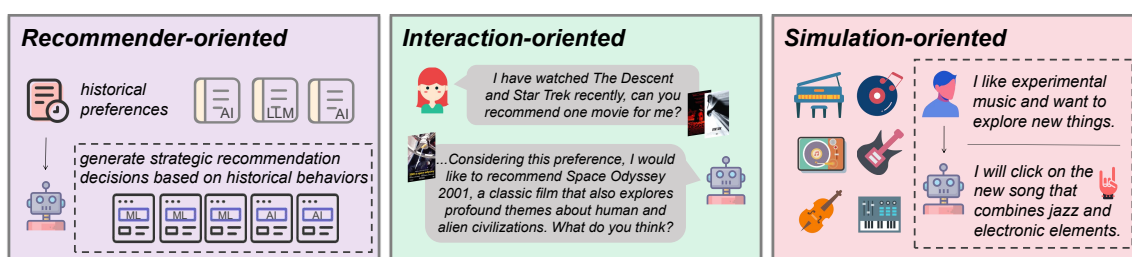 Recommender-oriented
historical
preferences
AI
LLM
AI
generate strategic recommendation
decisions based on historical behaviors
ML
ML
ML
AI
AI
Interaction-oriented
I have watched The Descent
and Star Trek recently, can you
recommend one movie for me?
...Considering this preference, I would
like to recommend Space Odyssey
2001, a classic film that also explores
profound themes about human and
alien civilizations. What do you think?
Simulation-oriented
I like experimental
music and want to
explore new things.
I will click on the
new song that
combines jazz and
electronic elements.